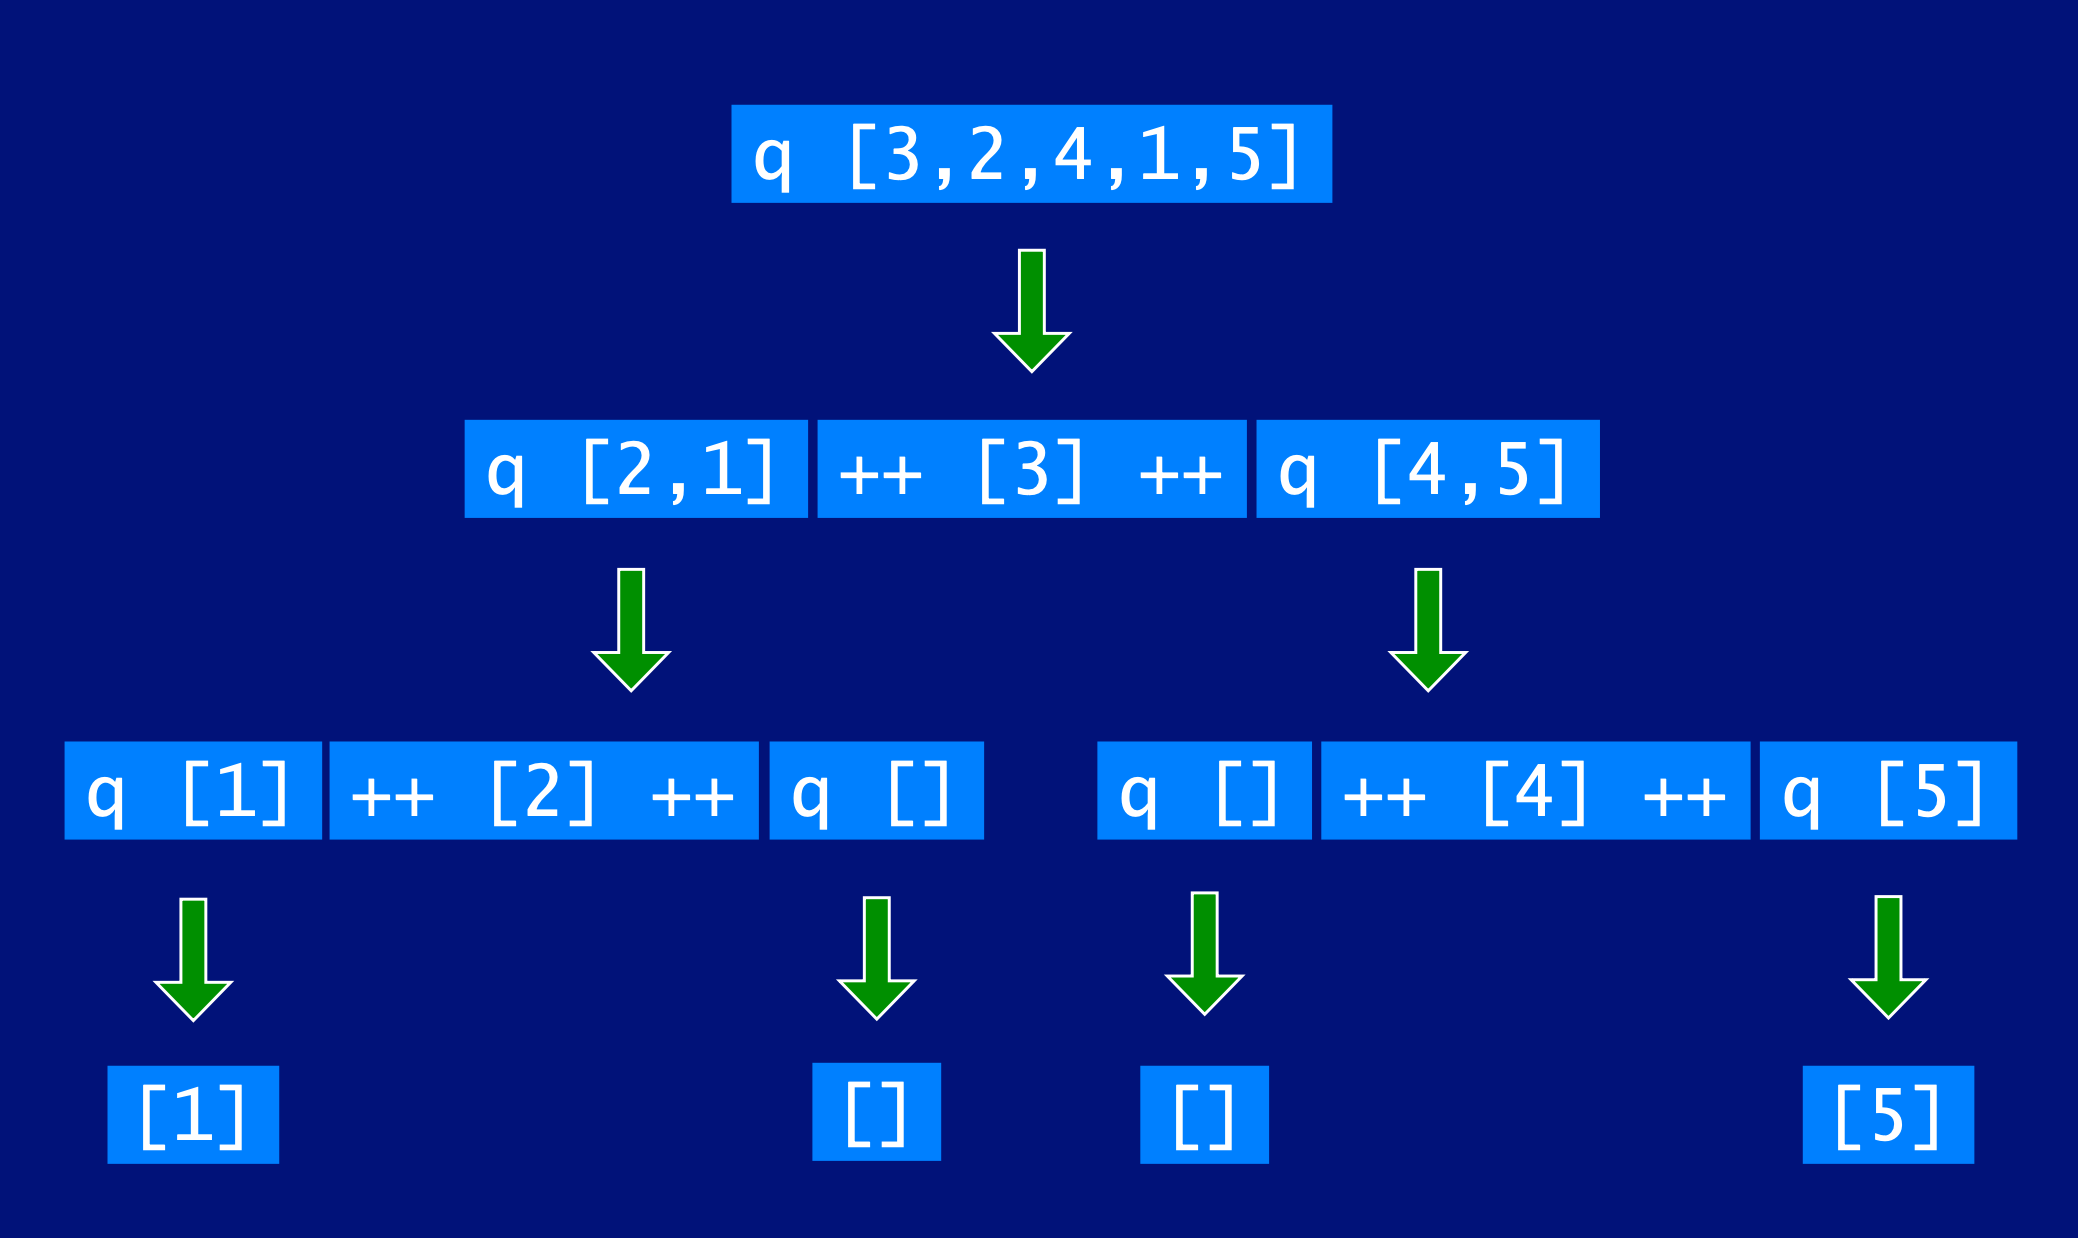 q [3,2,4,1,5]
q [2,1] ++ [3] ++ q [4,5]
q [1] ++ [2] ++ q [] q [] ++ [4] ++ q [5]
[1] [] [] [5]